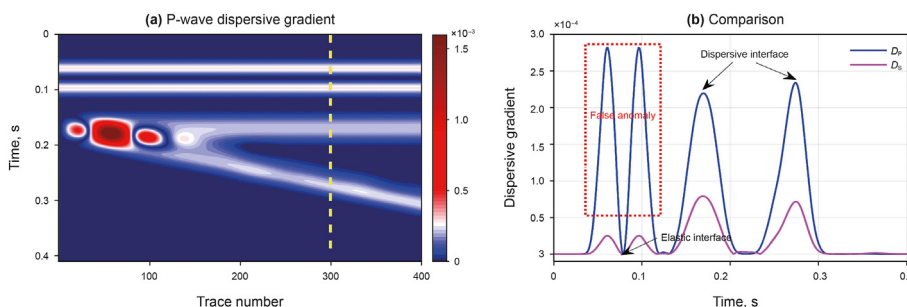 (a) P-wave dispersive gradient
×10⁻³
0
0.1
0.2
0.3
0.4
Time, s
100
200
300
400
Trace number
1.5
1.0
0.5
0
(b) Comparison
×10⁻⁴
3.0
2.5
2.0
1.5
1.0
0.5
3
Dispersive gradient
Dispersive interface
False anomaly
Elastic interface
Dₚ
Dₛ
0
0.1
0.2
0.3
Time, s